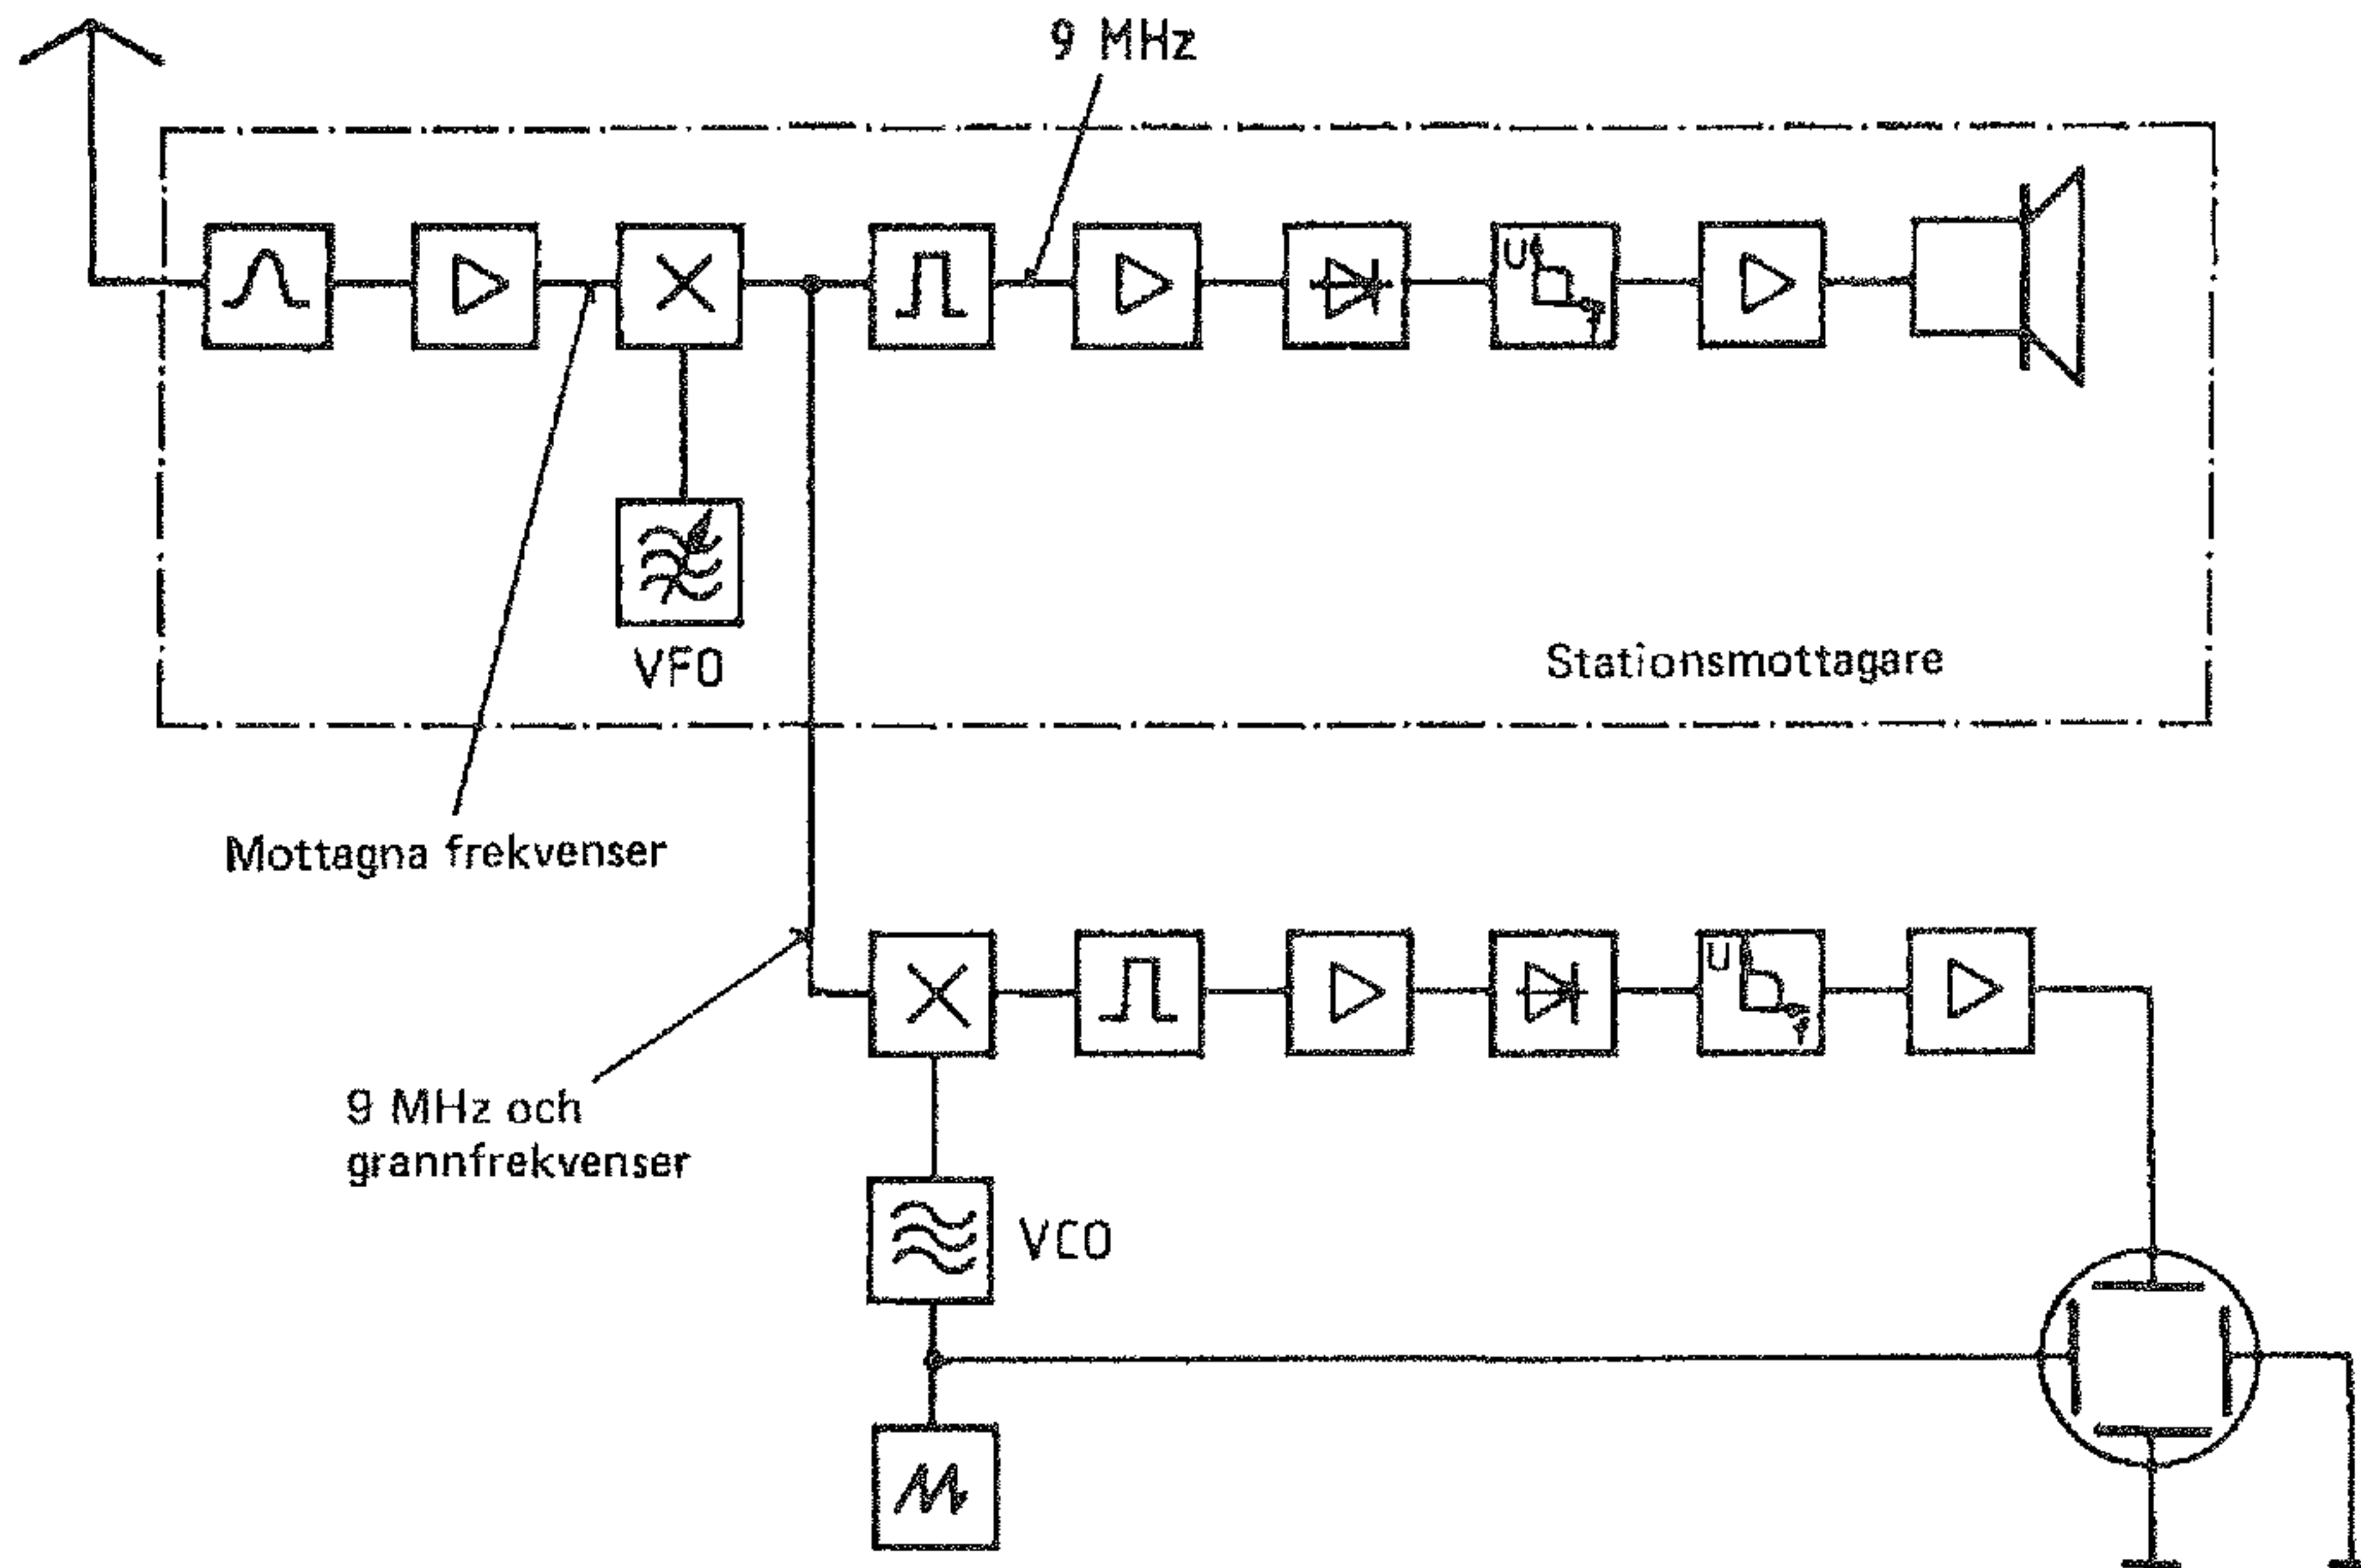 9 MHz
U
VFO
Stationsmottagare
Mottagna frekvenser
U
9 MHz och
grannfrekvenser
VCO